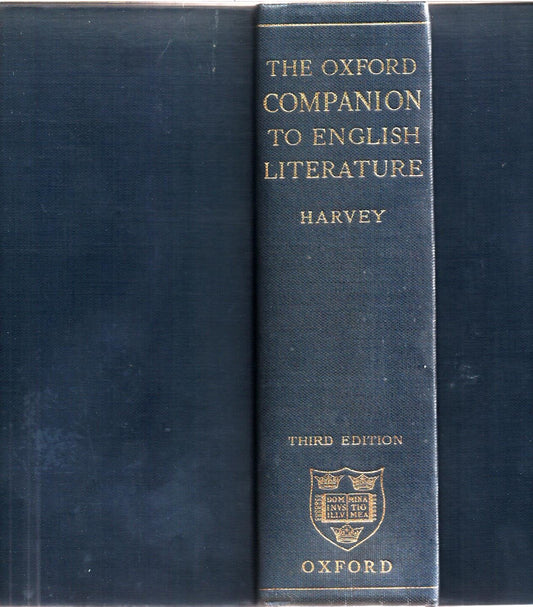 THE OXFORD
COMPANION
TO ENGLISH
LITERATURE
HARVEY
THIRD EDITION
DOM MINA
INVS TIO
ILLV MEA
OXFORD